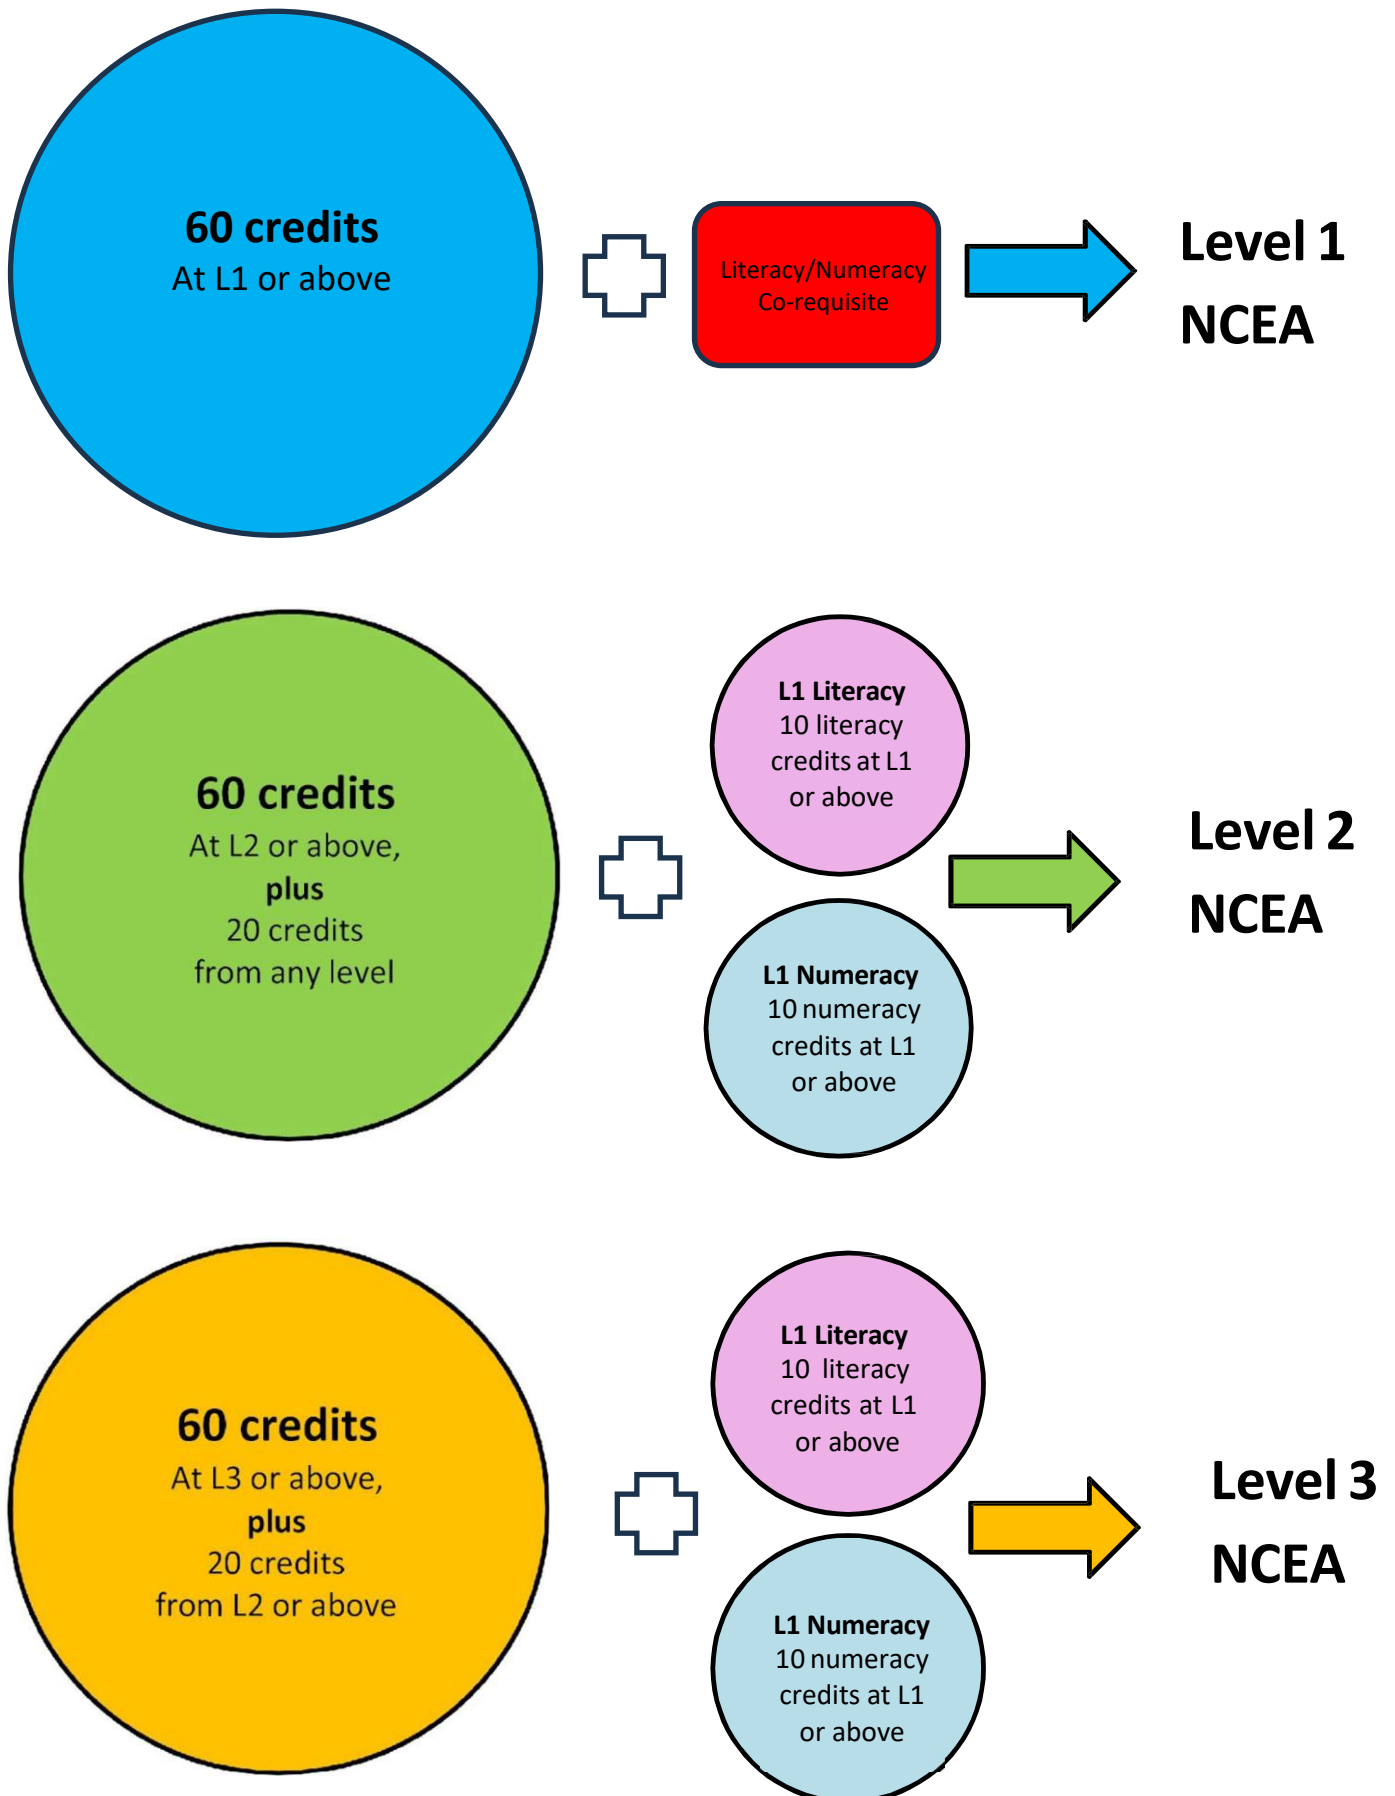 60 credits
At L1 or above
Literacy/Numeracy
Co-requisite
Level 1
NCEA
60 credits
At L2 or above,
plus
20 credits
from any level
L1 Literacy
10 literacy
credits at L1
or above
L1 Numeracy
10 numeracy
credits at L1
or above
Level 2
NCEA
60 credits
At L3 or above,
plus
20 credits
from L2 or above
L1 Literacy
10 literacy
credits at L1
or above
L1 Numeracy
10 numeracy
credits at L1
or above
Level 3
NCEA